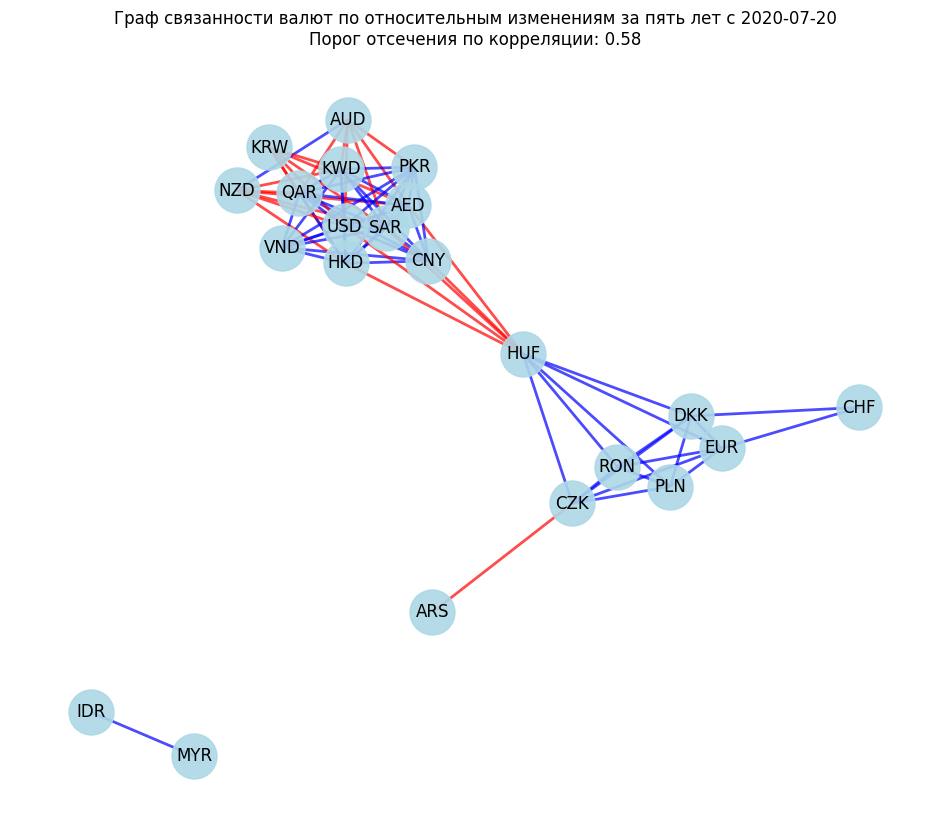 Граф связанности валют по относительным изменениям за пять лет с 2020-07-20
Порог отсечения по корреляции: 0.58
AUD
KRW
KWD
PKR
NZD
QAR
AED
USD
SAR
VND
HKD
CNY
HUF
DKK
CHF
EUR
RON
PLN
CZK
ARS
IDR
MYR